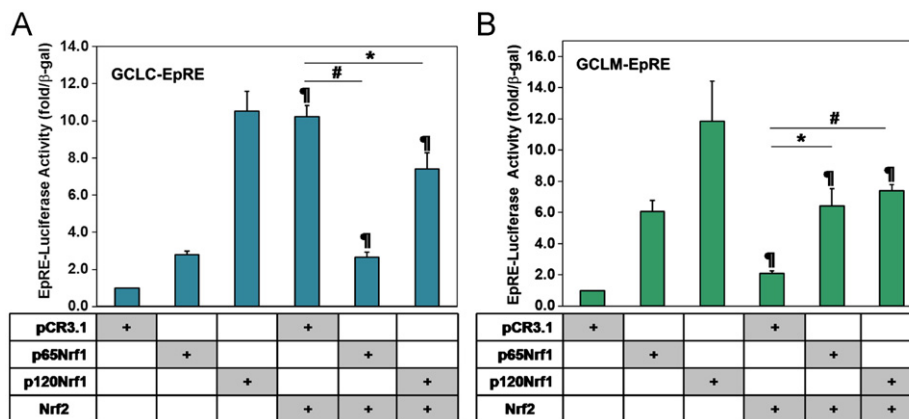 A
14.0
12.0
10.0
8.0
6.0
4.0
2.0
0.0
EpRE-Luciferase Activity (fold/β-gal)
GCLC-EpRE
*
#
¶
¶
¶
pCR3.1 + +
p65Nrf1 + +
p120Nrf1 + +
Nrf2 + + +
B
16.0
14.0
12.0
10.0
8.0
6.0
4.0
2.0
0.0
EpRE-Luciferase Activity (fold/β-gal)
GCLM-EpRE
#
*
¶
¶
¶
pCR3.1 + +
p65Nrf1 + +
p120Nrf1 + +
Nrf2 + + +